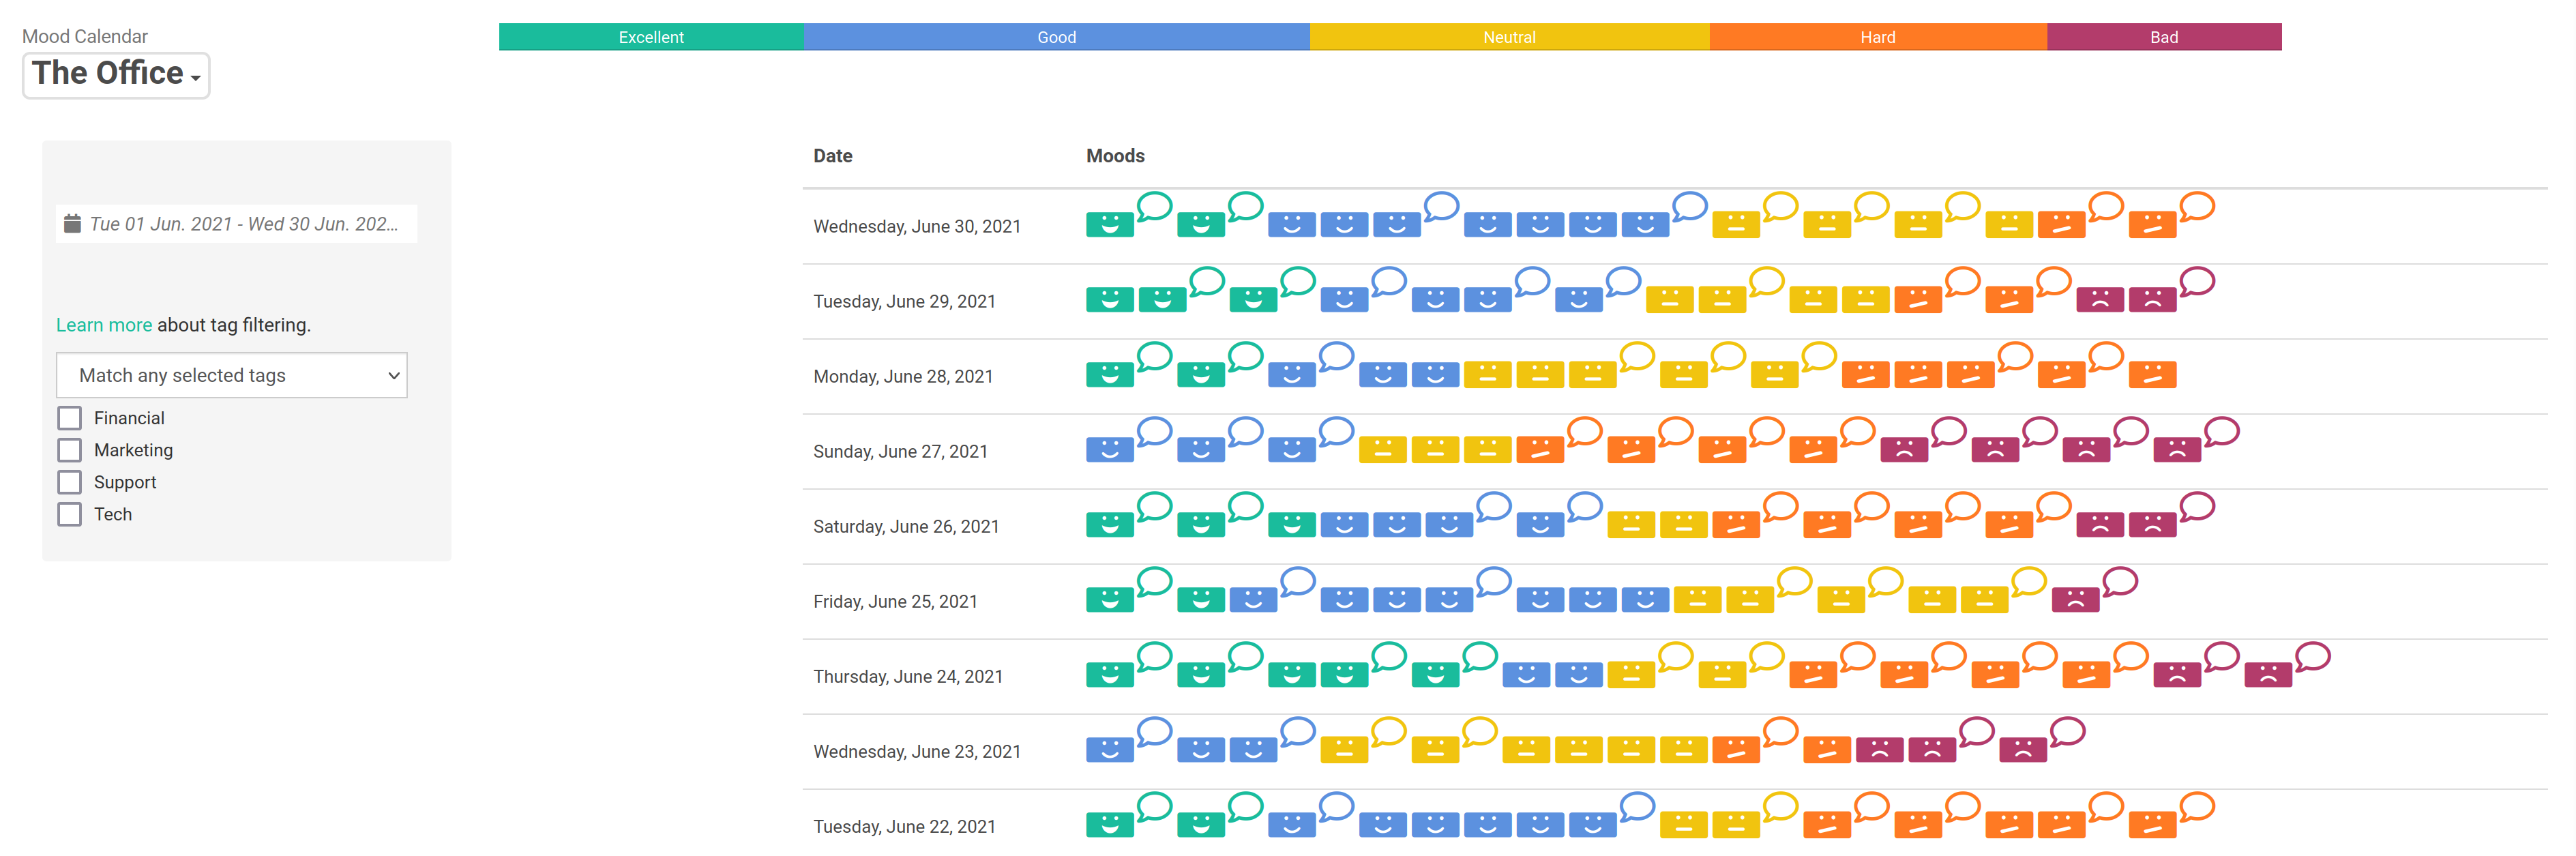 Mood Calendar
The Office
Excellent Good Neutral Hard Bad
Tue 01 Jun. 2021 - Wed 30 Jun. 202...
Learn more about tag filtering.
Match any selected tags
Financial
Marketing
Support
Tech
Date Moods
Wednesday, June 30, 2021
Tuesday, June 29, 2021
Monday, June 28, 2021
Sunday, June 27, 2021
Saturday, June 26, 2021
Friday, June 25, 2021
Thursday, June 24, 2021
Wednesday, June 23, 2021
Tuesday, June 22, 2021